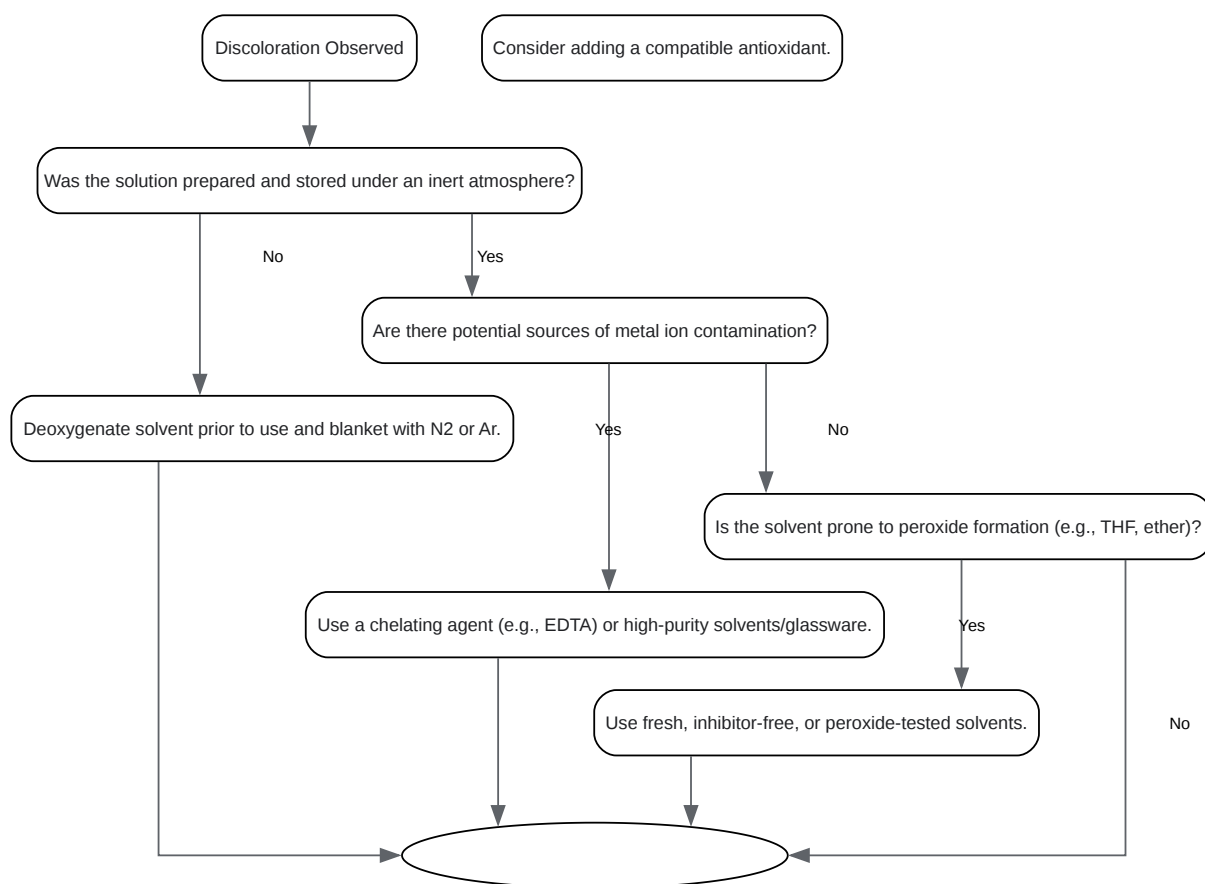 Discoloration Observed
Consider adding a compatible antioxidant.
Was the solution prepared and stored under an inert atmosphere?
No
Yes
Are there potential sources of metal ion contamination?
Deoxygenate solvent prior to use and blanket with N2 or Ar.
Yes
No
Is the solvent prone to peroxide formation (e.g., THF, ether)?
Use a chelating agent (e.g., EDTA) or high-purity solvents/glassware.
Yes
Use fresh, inhibitor-free, or peroxide-tested solvents.
No